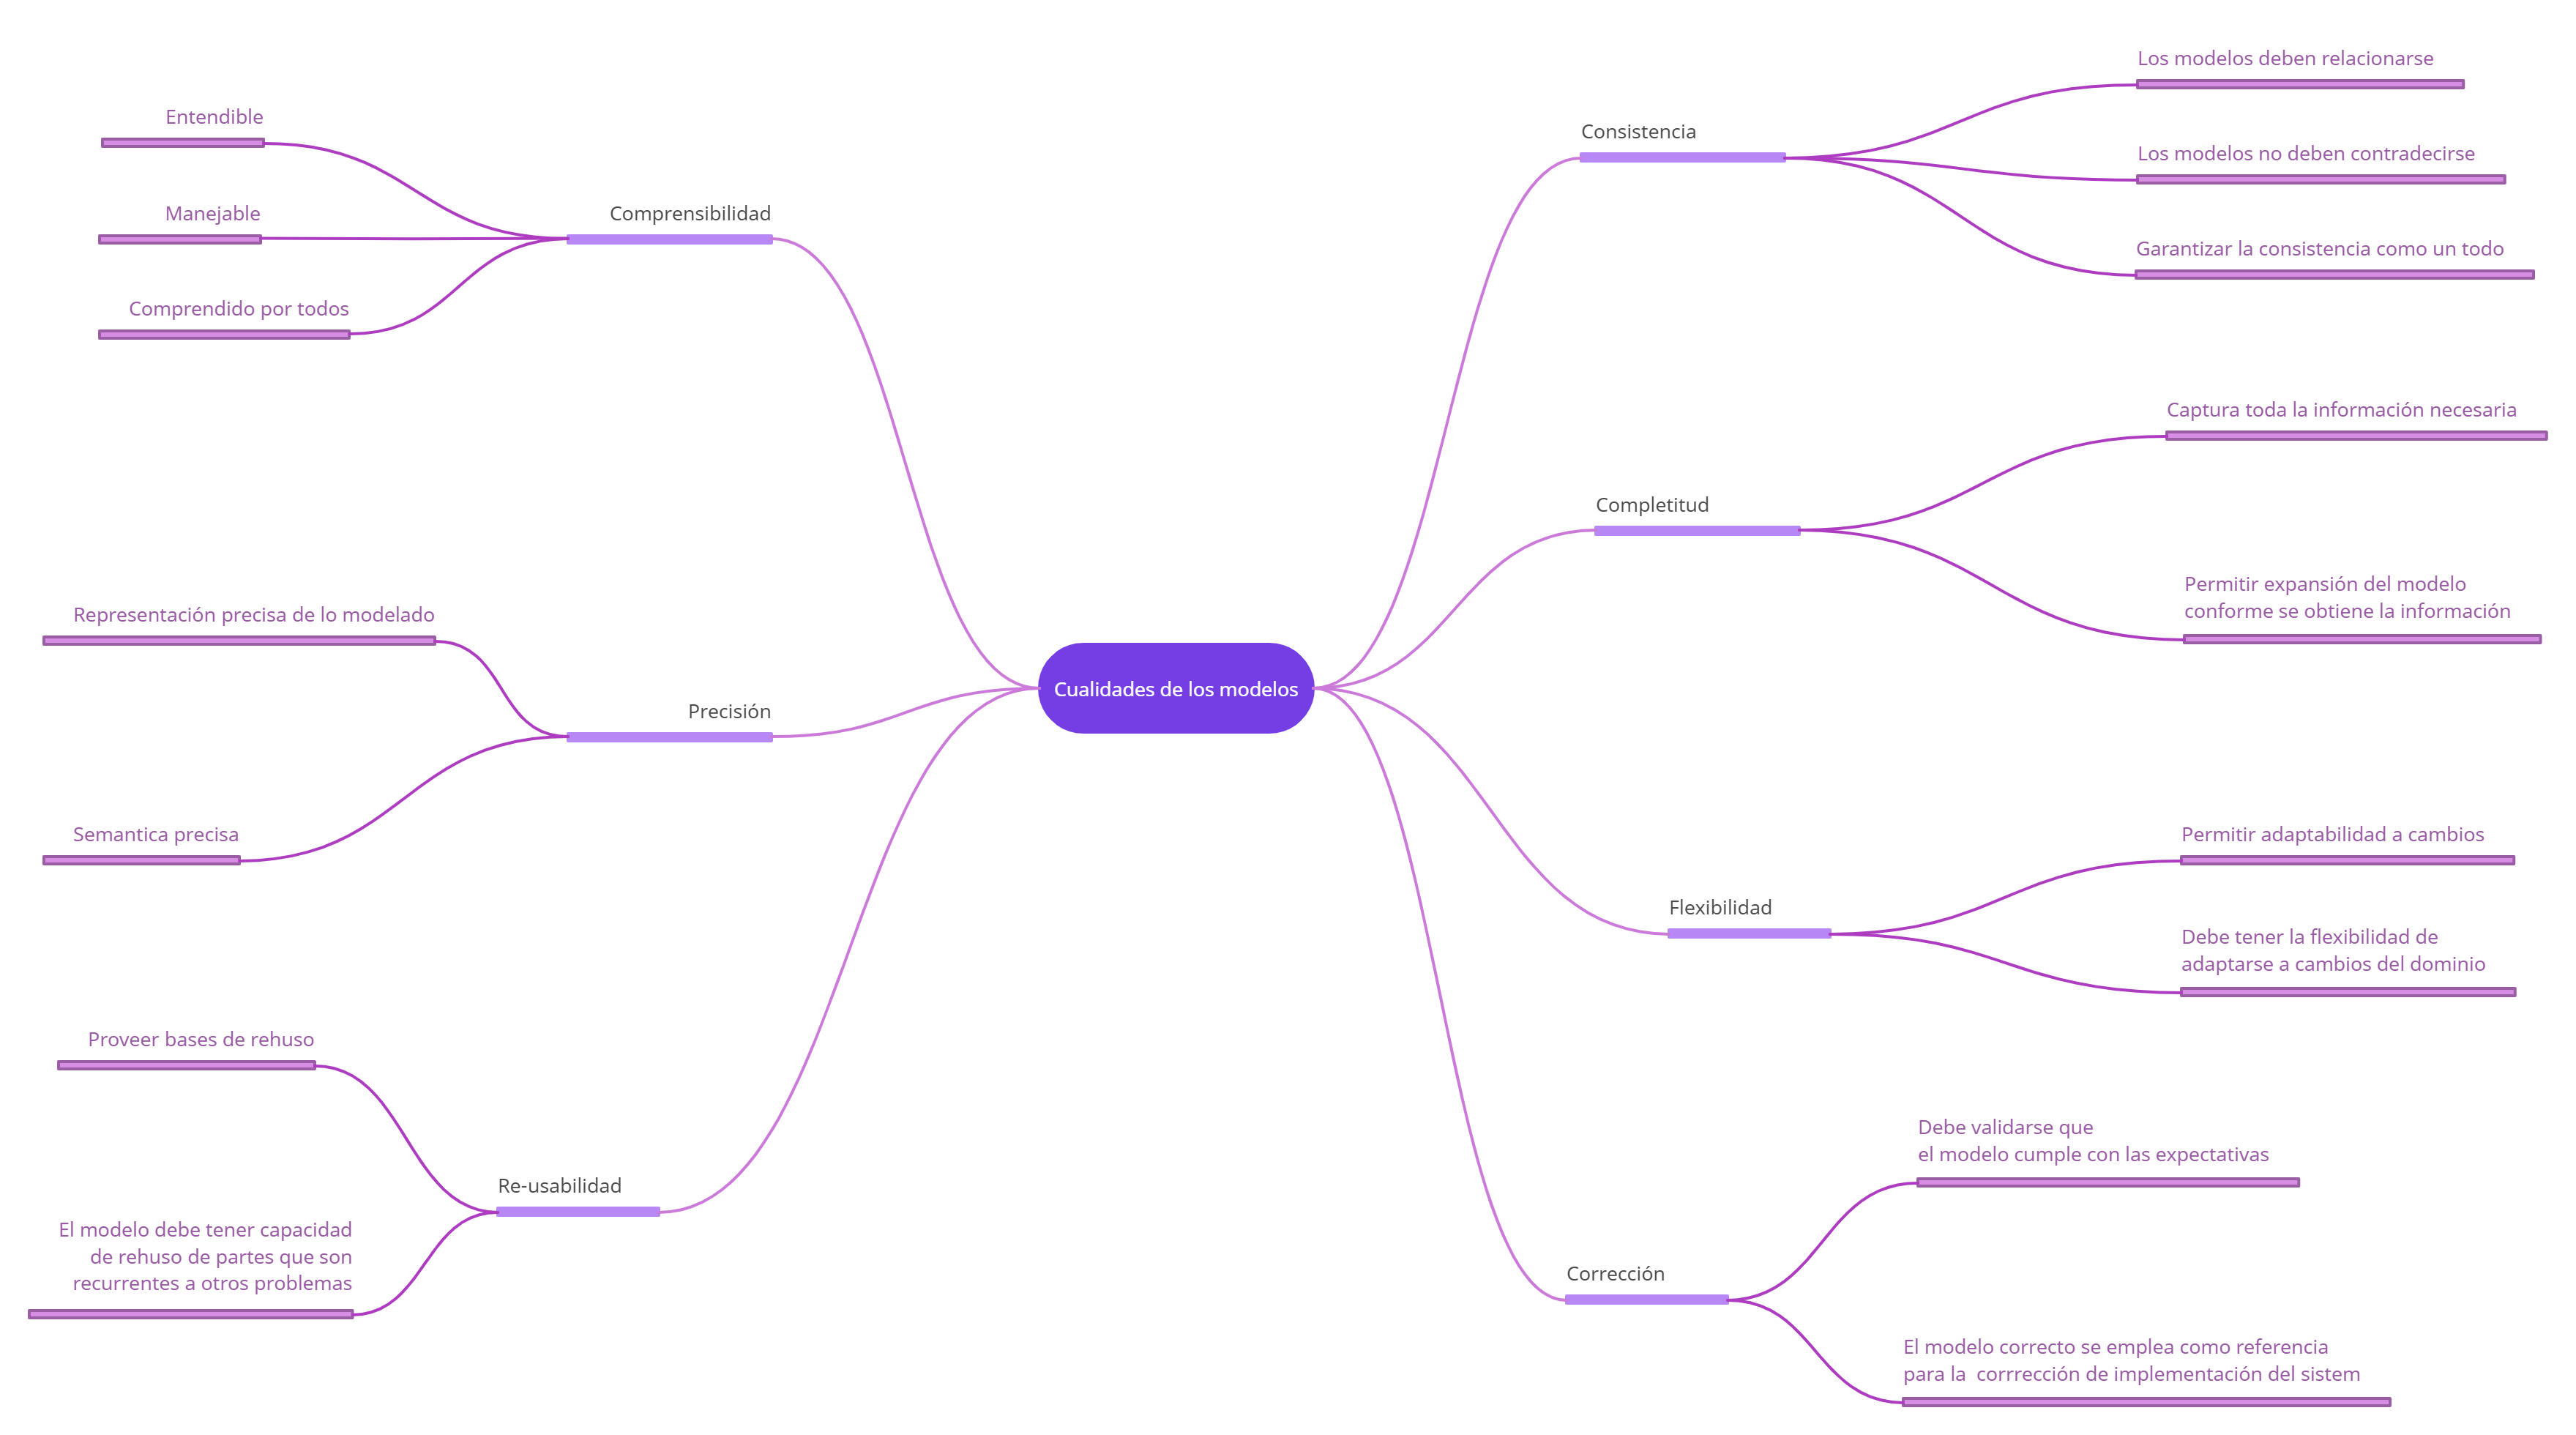 Cualidades de los modelos
Comprensibilidad
Entendible
Manejable
Comprendido por todos
Precisión
Representación precisa de lo modelado
Semantica precisa
Re-usabilidad
Proveer bases de rehuso
El modelo debe tener capacidad
de rehuso de partes que son
recurrentes a otros problemas
Consistencia
Los modelos deben relacionarse
Los modelos no deben contradecirse
Garantizar la consistencia como un todo
Completitud
Captura toda la información necesaria
Permitir expansión del modelo
conforme se obtiene la información
Flexibilidad
Permitir adaptabilidad a cambios
Debe tener la flexibilidad de
adaptarse a cambios del dominio
Corrección
Debe validarse que
el modelo cumple con las expectativas
El modelo correcto se emplea como referencia
para la  corrrección de implementación del sistem